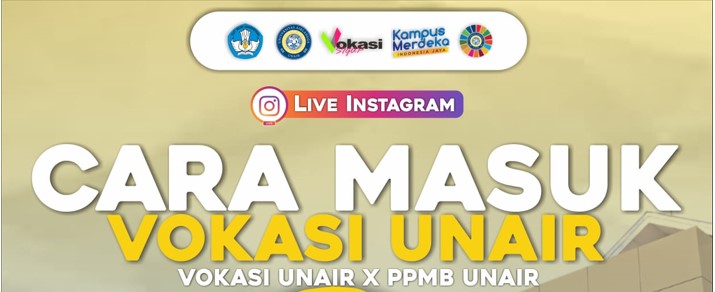 Vokasi
Kampus
Merdeka
INDONESIA JAYA
LIVE INSTAGRAM
CARA MASUK
VOKASI UNAIR
VOKASI UNAIR X PPMB UNAIR